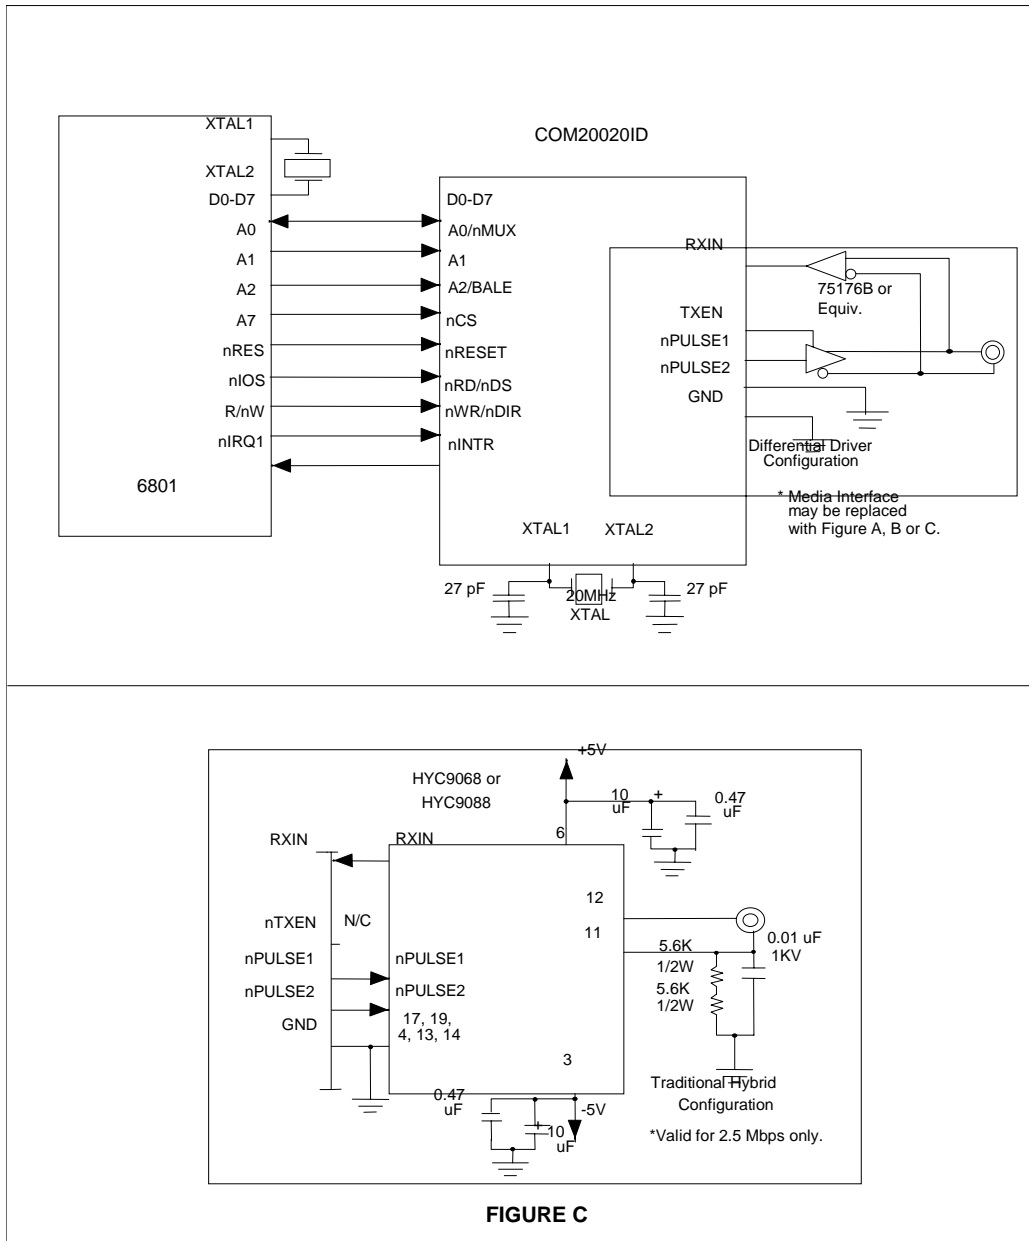 COM20020ID
XTAL1
XTAL2
D0-D7
A0
A1
A2
A7
nRES
nIOS
R/nW
nIRQ1
6801
D0-D7
A0/nMUX
A1
A2/BALE
nCS
nRESET
nRD/nDS
nWR/nDIR
nINTR
RXIN
TXEN
nPULSE1
nPULSE2
GND
75176B or
Equiv.
Differential Driver
Configuration
* Media Interface
may be replaced
with Figure A, B or C.
XTAL1
XTAL2
27 pF
20MHz
XTAL
27 pF
+5V
HYC9068 or
HYC9088
10
uF
+
0.47
uF
6
RXIN
nTXEN
N/C
nPULSE1
nPULSE2
GND
RXIN
nPULSE1
nPULSE2
17, 19,
4, 13, 14
12
11
3
5.6K
1/2W
5.6K
1/2W
0.01 uF
1KV
0.47
uF
+
10
uF
-5V
Traditional Hybrid
Configuration
*Valid for 2.5 Mbps only.
FIGURE C